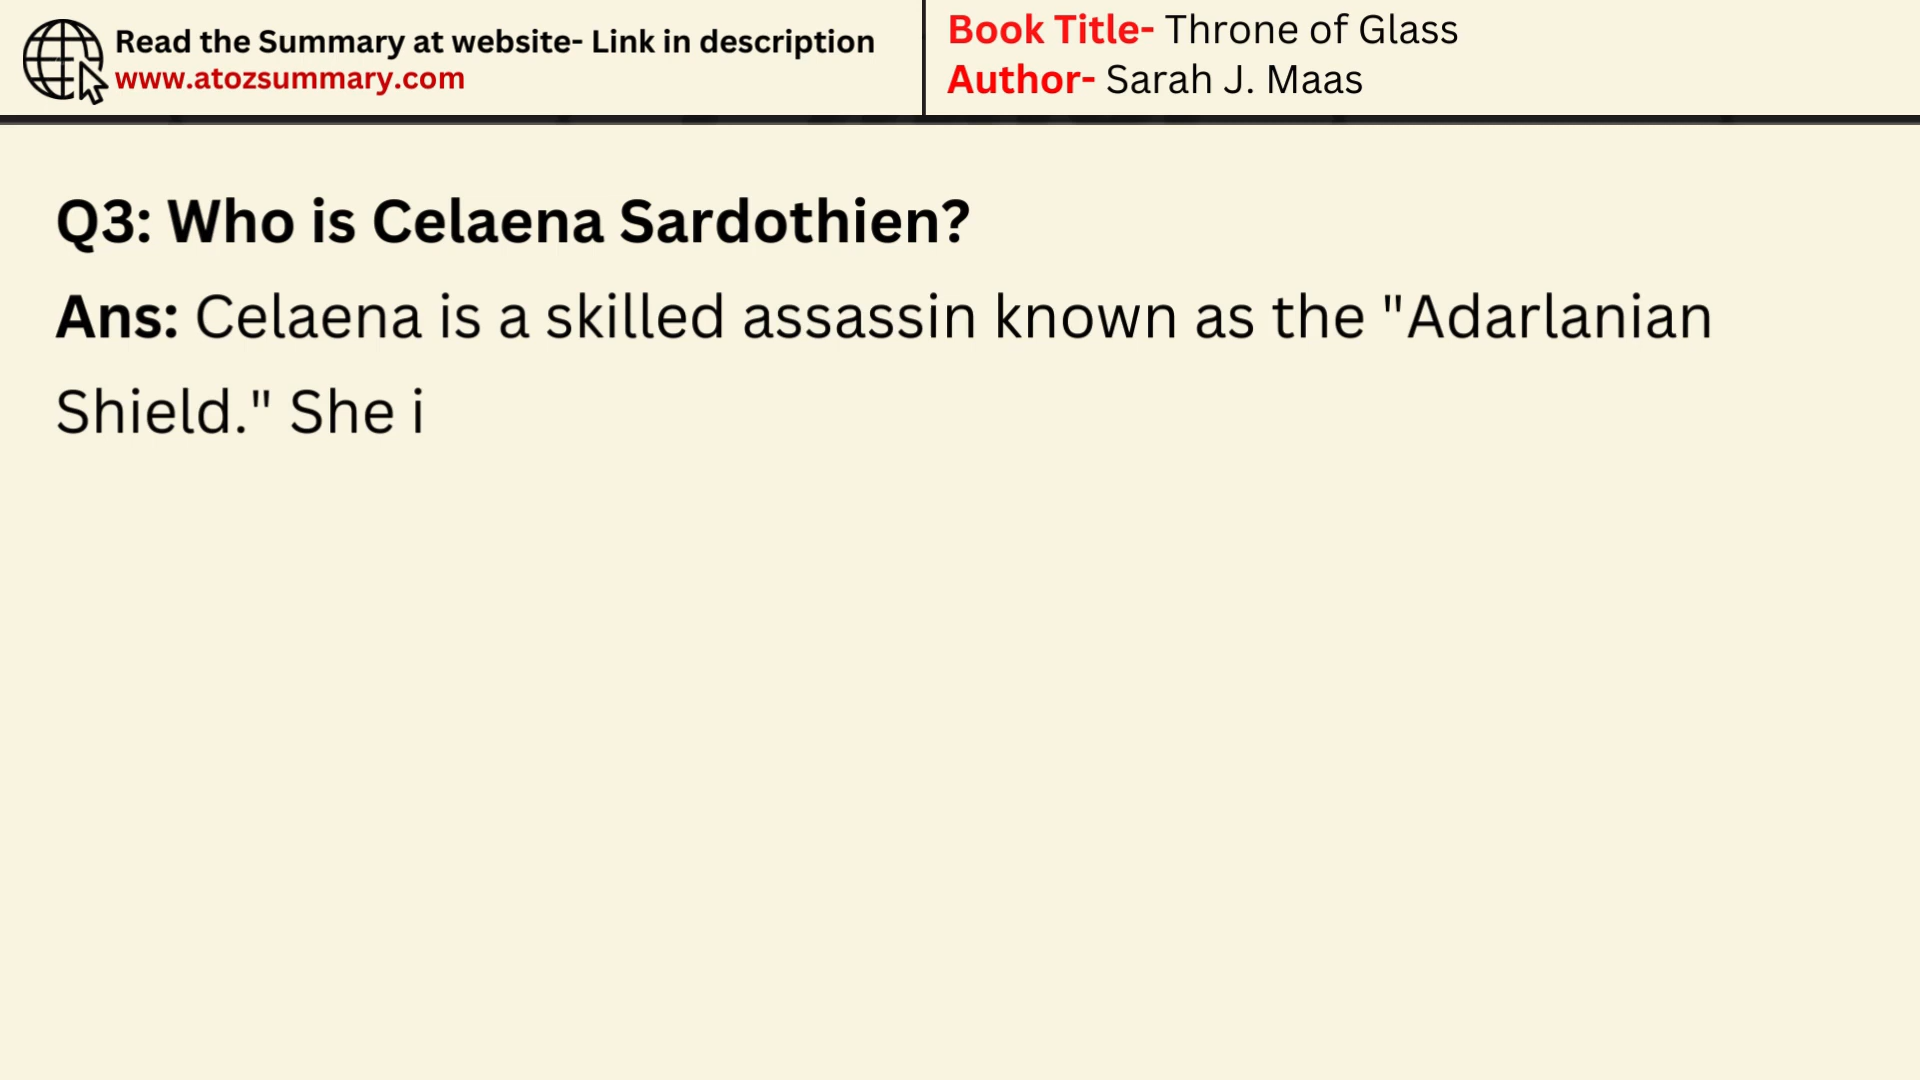 Read the Summary at website- Link in description
www.atozsummary.com
Book Title- Throne of Glass
Author- Sarah J. Maas
Q3: Who is Celaena Sardothien?
Ans: Celaena is a skilled assassin known as the "Adarlanian
Shield." She i